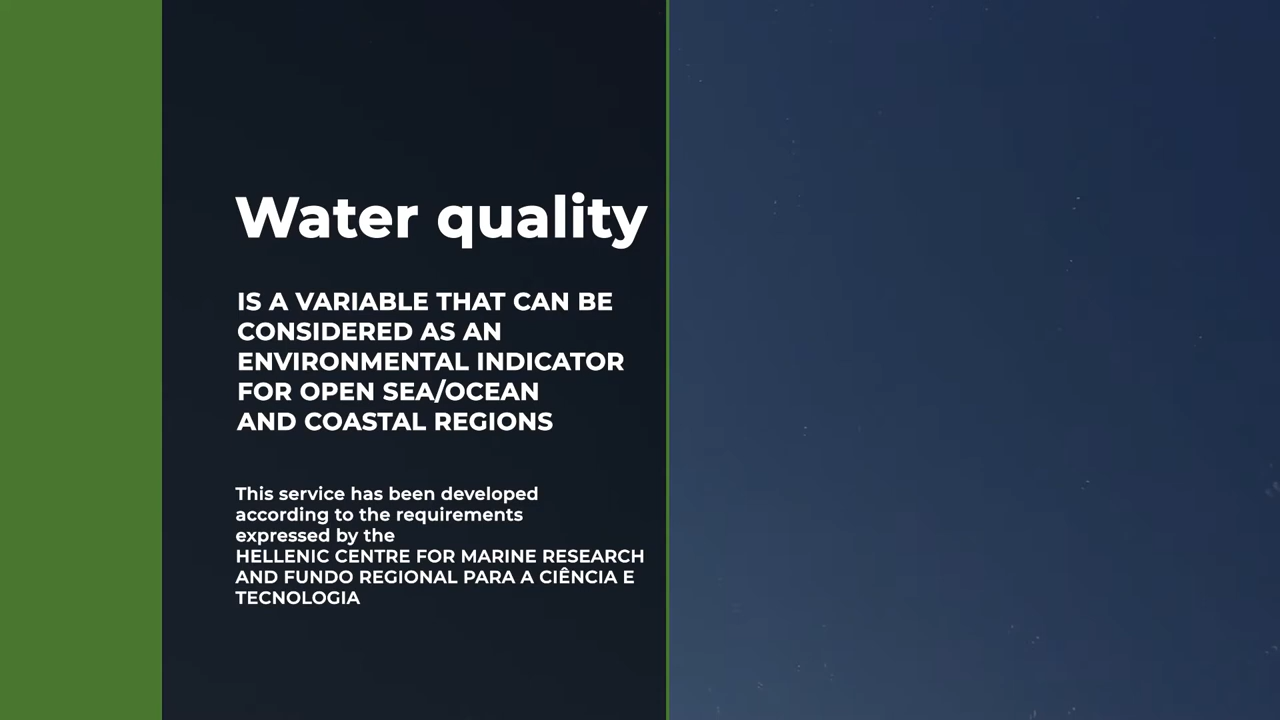 Water quality
IS A VARIABLE THAT CAN BE
CONSIDERED AS AN
ENVIRONMENTAL INDICATOR
FOR OPEN SEA/OCEAN
AND COASTAL REGIONS
This service has been developed
according to the requirements
expressed by the
HELLENIC CENTRE FOR MARINE RESEARCH
AND FUNDO REGIONAL PARA A CIÊNCIA E
TECNOLOGIA